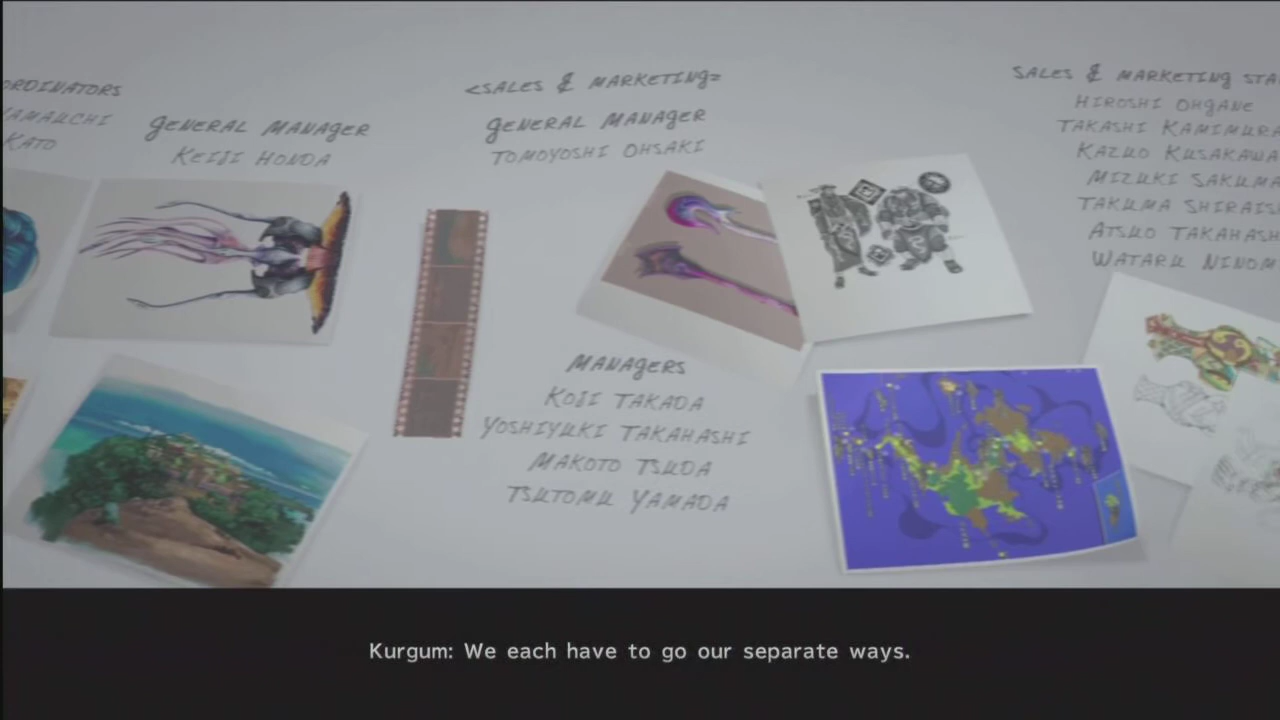 ORDINATORS
YAMAUCHI
KATO
GENERAL MANAGER
KEIJI HONDA
<SALES & MARKETING>
GENERAL MANAGER
TOMOYOSHI OHSAKI
MANAGERS
KOJI TAKADA
YOSHIYUKI TAKAHASHI
MAKOTO TSUDA
TSUTOMU YAMADA
SALES & MARKETING STA
HIROSHI OHGANE
TAKASHI KAMIMURA
KAZUO KUSAKAWA
MIZUKI SAKUMA
TAKUMA SHIRAIS
ATSUO TAKAHASH
WATARU NINOM
Kurgum: We each have to go our separate ways.